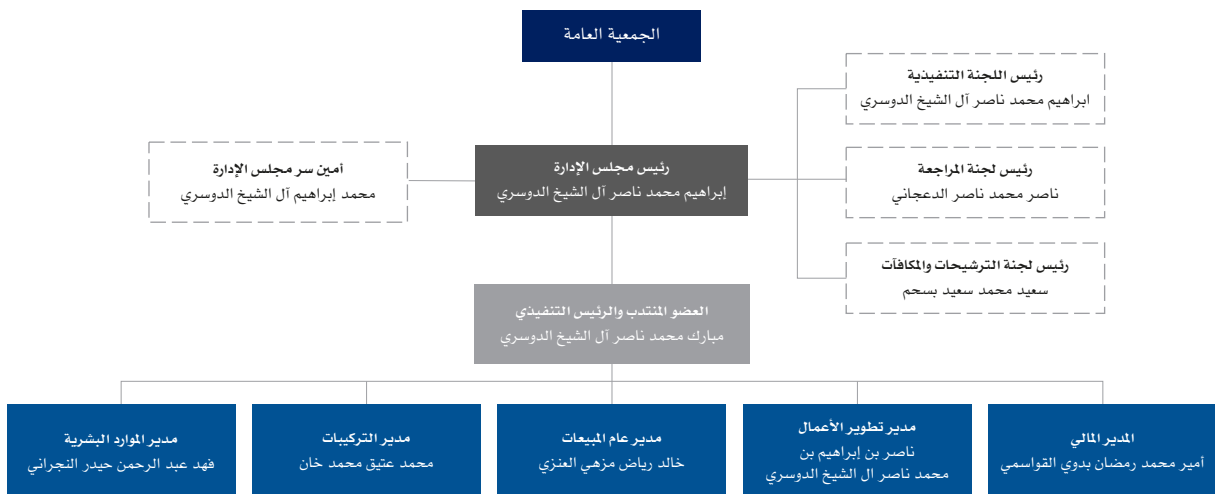 الجمعية العامة
رئيس اللجنة التنفيذية
ابراهيم محمد ناصر آل الشيخ الدوسري
رئيس مجلس الإدارة
إبراهيم محمد ناصر آل الشيخ الدوسري
أمين سر مجلس الإدارة
محمد إبراهيم آل الشيخ الدوسري
رئيس لجنة المراجعة
ناصر محمد ناصر الدعجاني
رئيس لجنة الترشيحات والمكافآت
سعيد محمد سعيد بسحم
العضو المنتدب والرئيس التنفيذي
مبارك محمد ناصر آل الشيخ الدوسري
المدير المالي
أمير محمد رمضان بدوي القواسمي
مدير تطوير الأعمال
ناصر بن إبراهيم بن
محمد ناصر ال الشيخ الدوسري
مدير عام المبيعات
خالد رياض مزهي العنزي
مدير التركيبات
محمد عتيق محمد خان
مدير الموارد البشرية
فهد عبد الرحمن حيدر النجراني